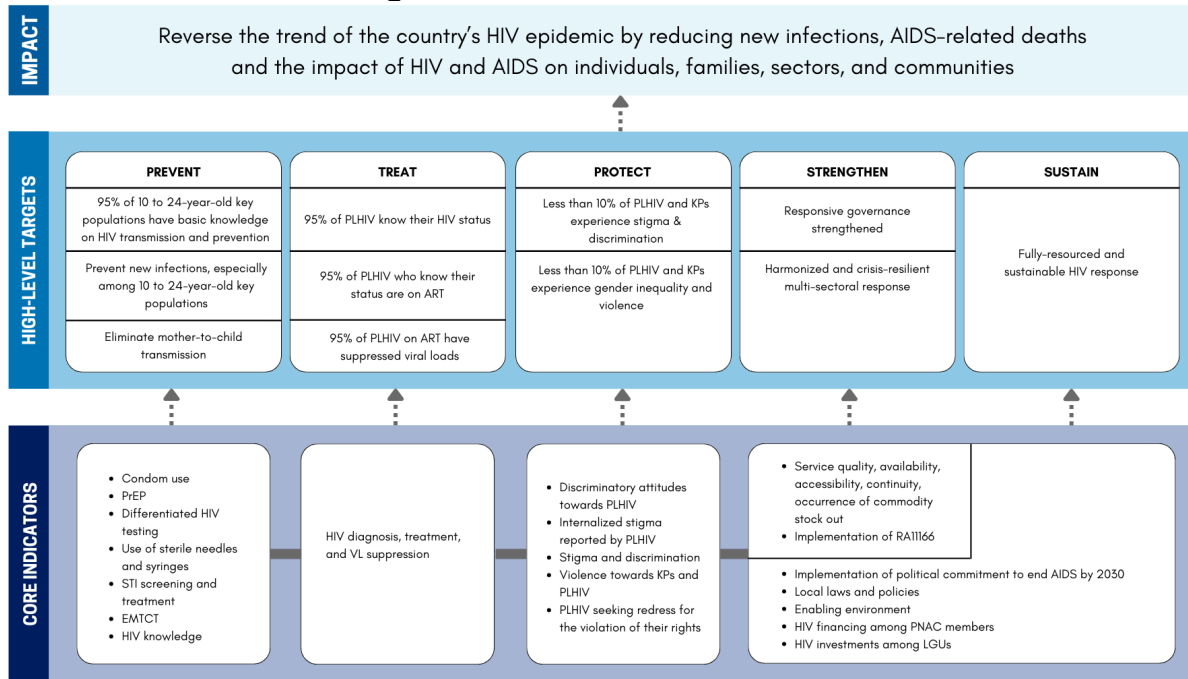 IMPACT
Reverse the trend of the country's HIV epidemic by reducing new infections, AIDS-related deaths
and the impact of HIV and AIDS on individuals, families, sectors, and communities
HIGH-LEVEL TARGETS
PREVENT
95% of 10 to 24-year-old key
populations have basic knowledge
on HIV transmission and prevention
Prevent new infections, especially
among 10 to 24-year-old key
populations
Eliminate mother-to-child
transmission
TREAT
95% of PLHIV know their HIV status
95% of PLHIV who know their
status are on ART
95% of PLHIV on ART have
suppressed viral loads
PROTECT
Less than 10% of PLHIV and KPs
experience stigma &
discrimination
Less than 10% of PLHIV and KPs
experience gender inequality and
violence
STRENGTHEN
Responsive governance
strengthened
Harmonized and crisis-resilient
multi-sectoral response
SUSTAIN
Fully-resourced and
sustainable HIV response
CORE INDICATORS
• Condom use
• PrEP
• Differentiated HIV
testing
• Use of sterile needles
and syringes
• STI screening and
treatment
• EMTCT
• HIV knowledge
HIV diagnosis, treatment,
and VL suppression
• Discriminatory attitudes
towards PLHIV
• Internalized stigma
reported by PLHIV
• Stigma and discrimination
• Violence towards KPs and
PLHIV
• PLHIV seeking redress for
the violation of their rights
• Service quality, availability,
accessibility, continuity,
occurrence of commodity
stock out
• Implementation of RA11166
• Implementation of political commitment to end AIDS by 2030
• Local laws and policies
• Enabling environment
• HIV financing among PNAC members
• HIV investments among LGUs